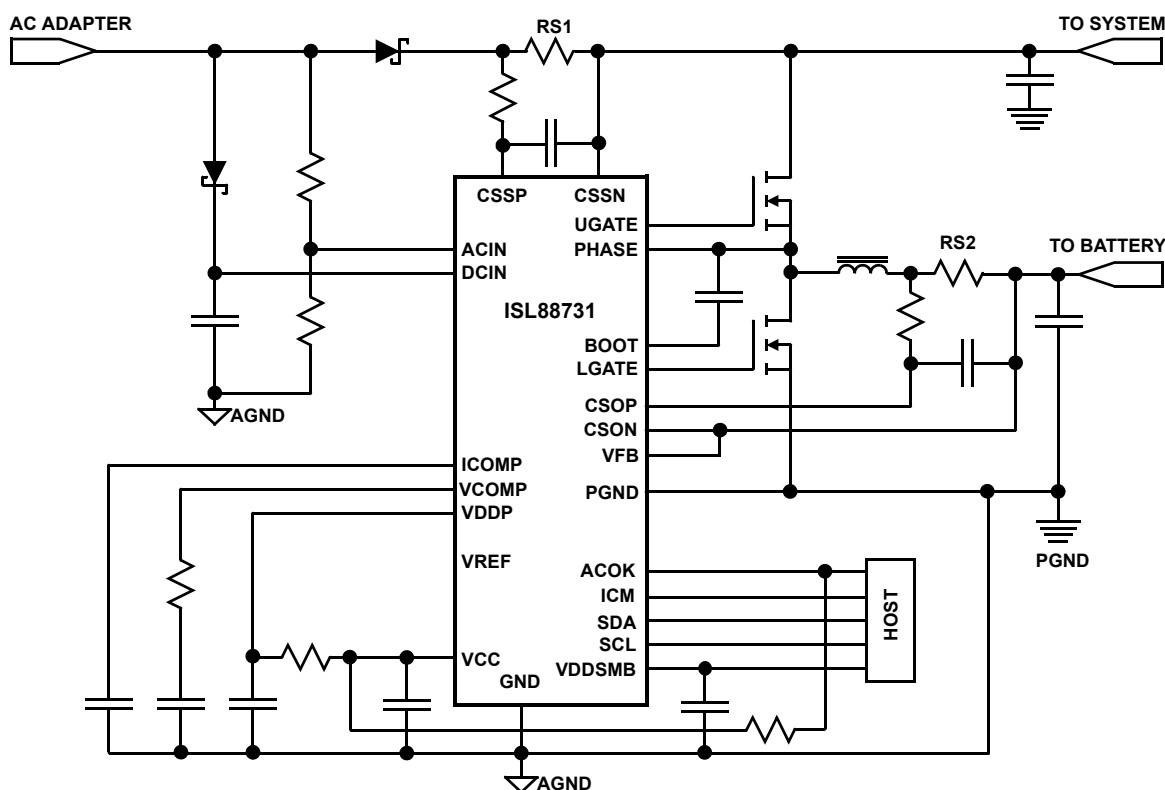 AC ADAPTER
RS1
TO SYSTEM
CSSP
CSSN
UGATE
PHASE
RS2
TO BATTERY
ACIN
DCIN
ISL88731
BOOT
LGATE
CSOP
CSON
VFB
AGND
ICOMP
VCOMP
VDDP
PGND
VREF
PGND
ACOK
ICM
SDA
SCL
VDDSMB
HOST
VCC
GND
AGND